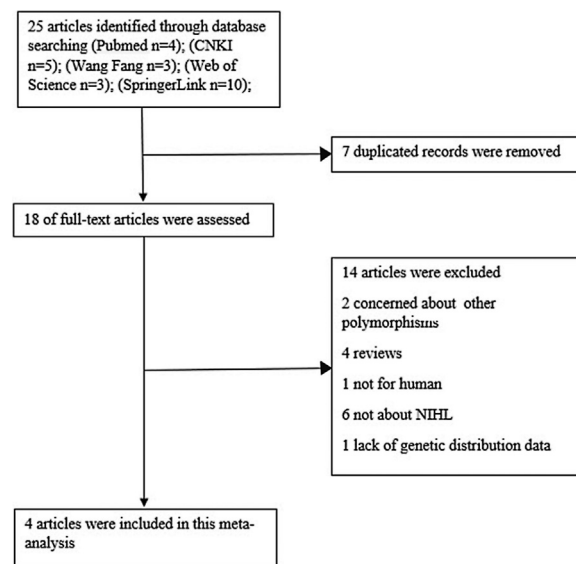 25 articles identified through database
searching (Pubmed n=4); (CNKI
n=5); (Wang Fang n=3); (Web of
Science n=3); (SpringerLink n=10);
7 duplicated records were removed
18 of full-text articles were assessed
14 articles were excluded
2 concerned about other
polymorphisms
4 reviews
1 not for human
6 not about NIHL
1 lack of genetic distribution data
4 articles were included in this meta-
analysis